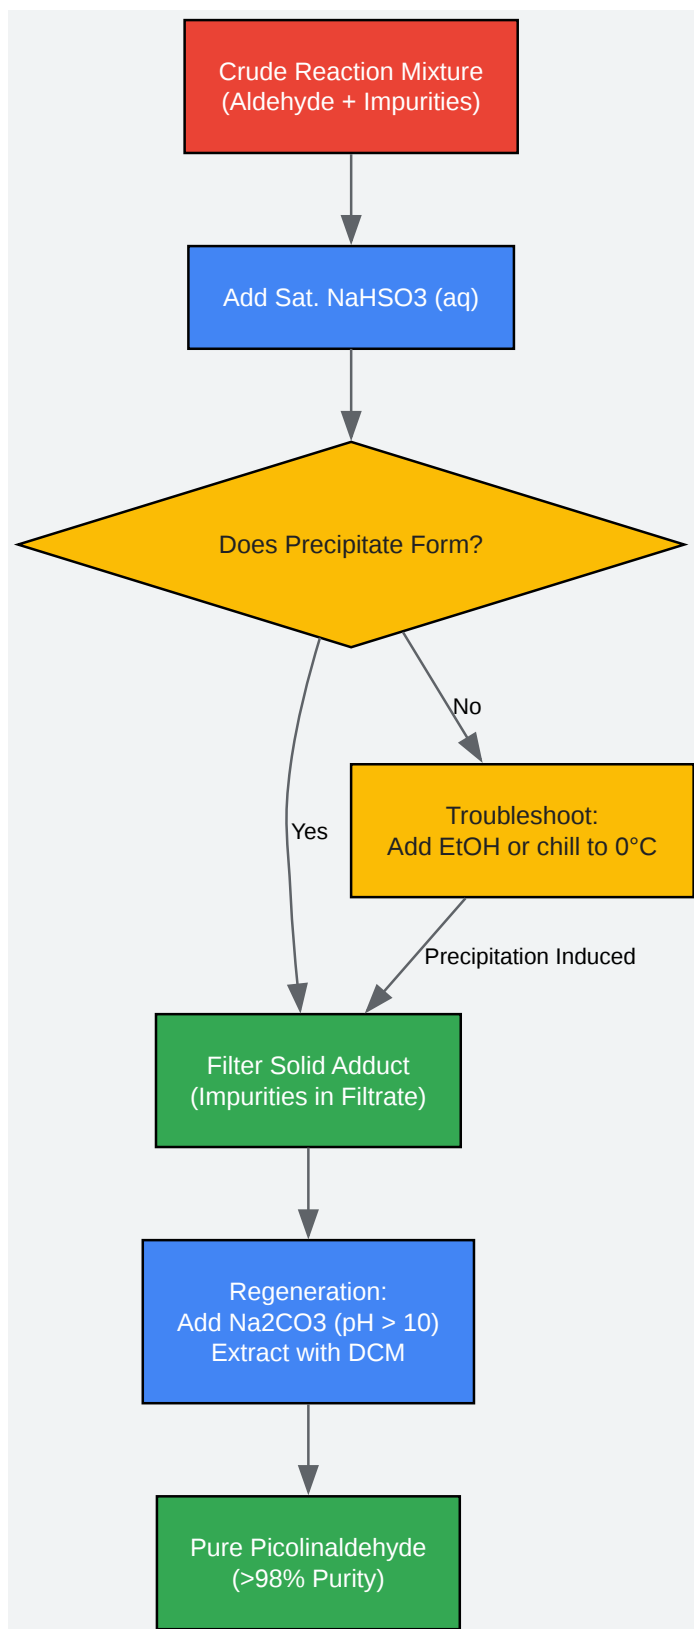 Crude Reaction Mixture
(Aldehyde + Impurities)
Add Sat. NaHSO3 (aq)
Does Precipitate Form?
No
Troubleshoot:
Add EtOH or chill to 0°C
Yes
Precipitation Induced
Filter Solid Adduct
(Impurities in Filtrate)
Regeneration:
Add Na2CO3 (pH > 10)
Extract with DCM
Pure Picolinaldehyde
(>98% Purity)